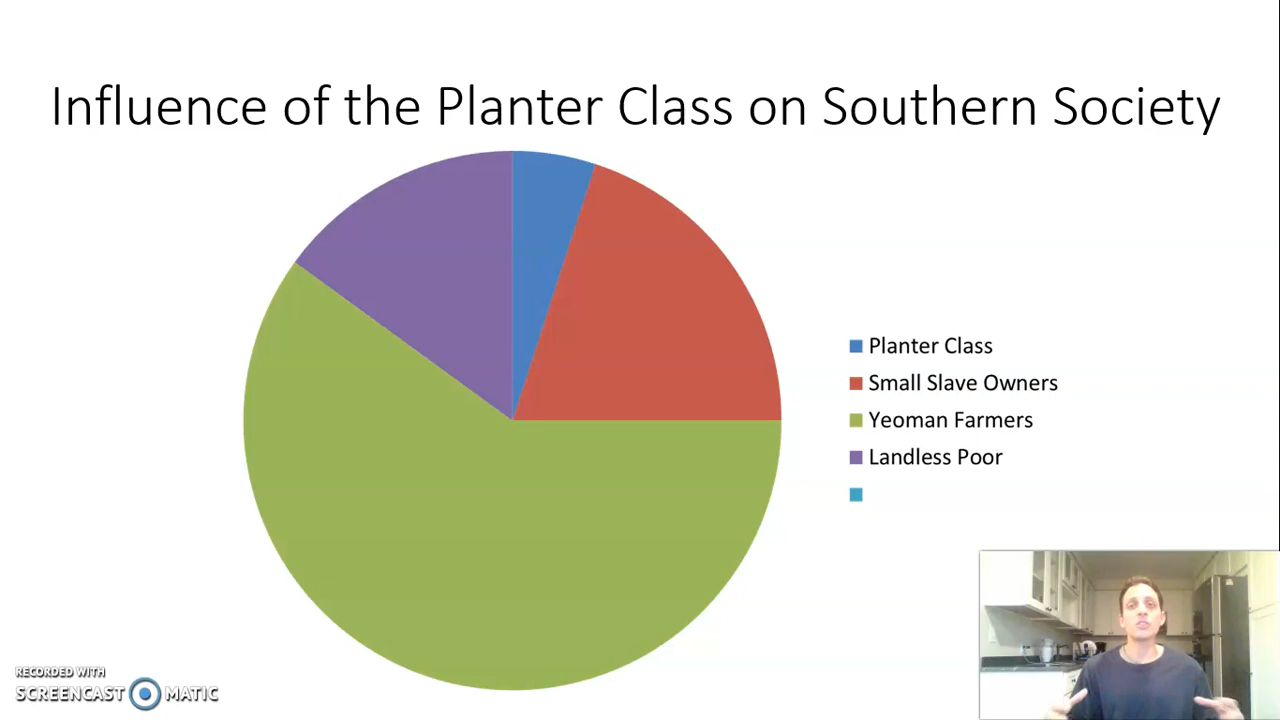 Influence of the Planter Class on Southern Society
Planter Class
Small Slave Owners
Yeoman Farmers
Landless Poor
RECORDED WITH
SCREENCAST MATIC